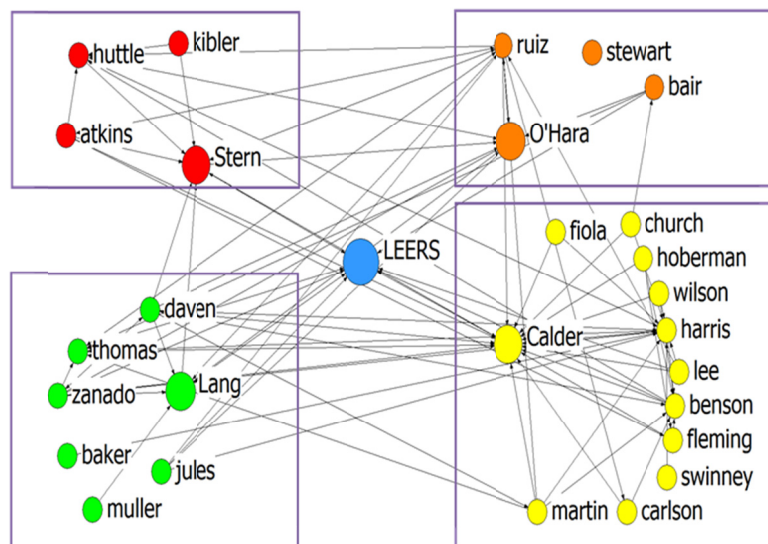 huttle
kibler
atkins
Stern
ruiz
stewart
bair
O'Hara
LEERS
daven
thomas
zanado
Lang
baker
jules
muller
fiola
church
hoberman
wilson
harris
Calder
lee
benson
fleming
swinney
martin
carlson